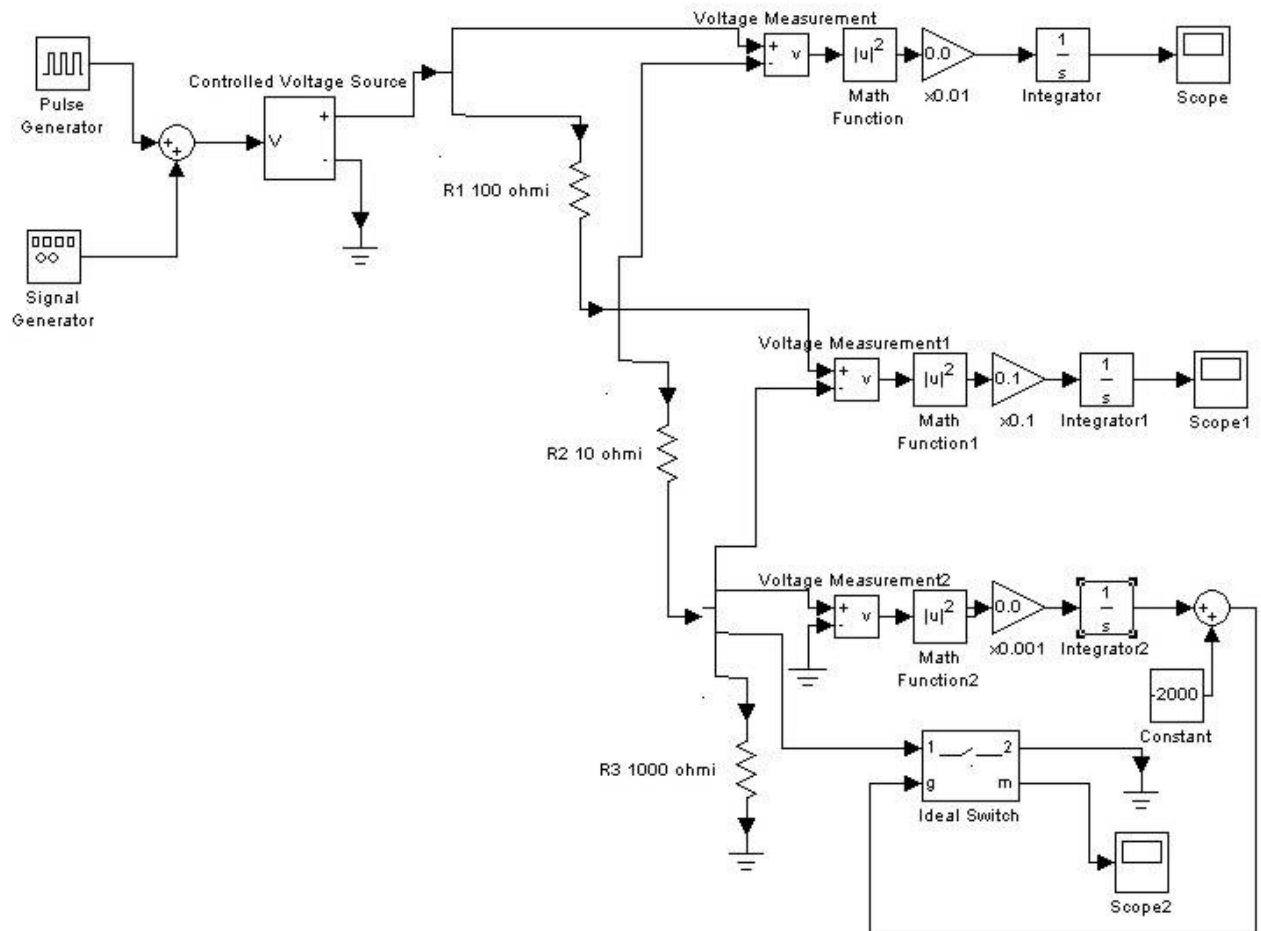 Voltage Measurement
+
-
v
|u|²
0.0
1
s
Math
Function
x0.01
Integrator
Scope
Pulse
Generator
Controlled Voltage Source
+
+
V
+
-
R1 100 ohmi
Signal
Generator
Voltage Measurement1
+
-
v
|u|²
0.1
1
s
Math
Function1
x0.1
Integrator1
Scope1
R2 10 ohmi
Voltage Measurement2
+
-
v
|u|²
0.0
1
s
+
+
Math
Function2
x0.001
Integrator2
-2000
Constant
R3 1000 ohmi
1
2
g
m
Ideal Switch
Scope2